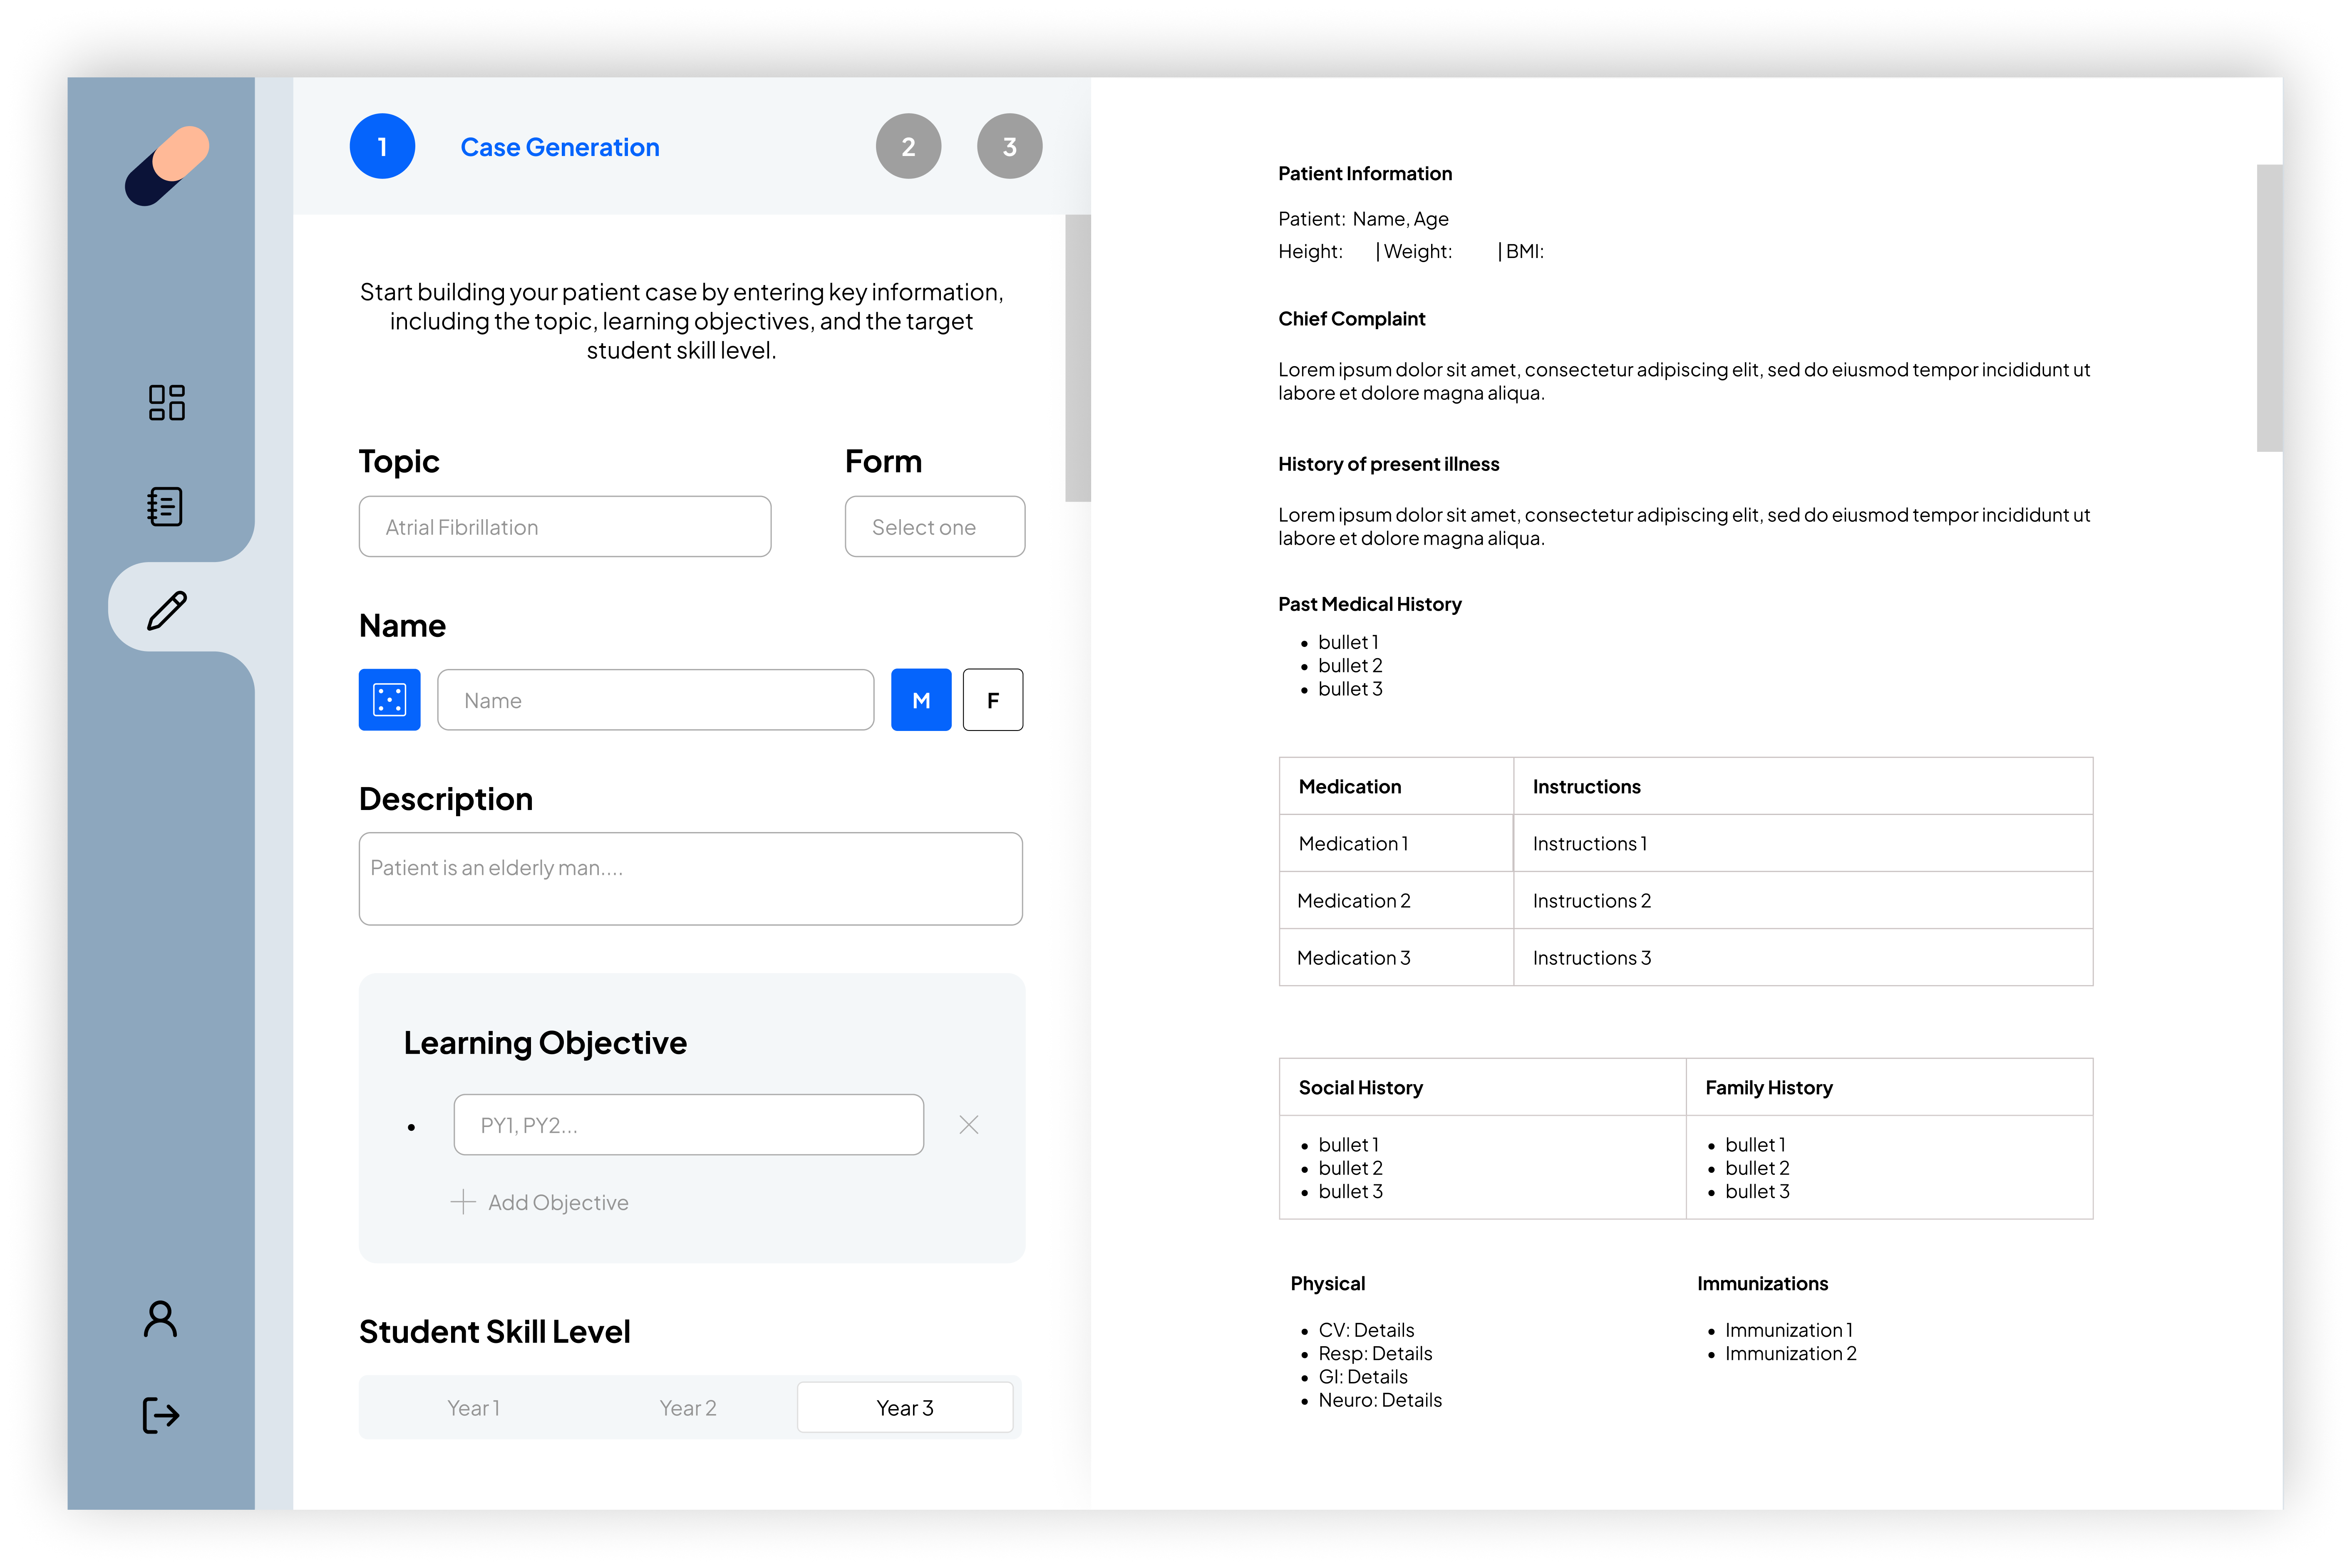 1 Case Generation 2 3
Start building your patient case by entering key information,
including the topic, learning objectives, and the target
student skill level.
Topic Form
Atrial Fibrillation Select one
Name
Name M F
Description
Patient is an elderly man....
Learning Objective
• PY1, PY2...
Add Objective
Student Skill Level
Year 1 Year 2 Year 3
Patient Information
Patient: Name, Age
Height: | Weight: | BMI:
Chief Complaint
Lorem ipsum dolor sit amet, consectetur adipiscing elit, sed do eiusmod tempor incididunt ut
labore et dolore magna aliqua.
History of present illness
Lorem ipsum dolor sit amet, consectetur adipiscing elit, sed do eiusmod tempor incididunt ut
labore et dolore magna aliqua.
Past Medical History
• bullet 1
• bullet 2
• bullet 3
Medication Instructions
Medication 1 Instructions 1
Medication 2 Instructions 2
Medication 3 Instructions 3
Social History Family History
• bullet 1 • bullet 1
• bullet 2 • bullet 2
• bullet 3 • bullet 3
Physical Immunizations
• CV: Details • Immunization 1
• Resp: Details • Immunization 2
• GI: Details
• Neuro: Details